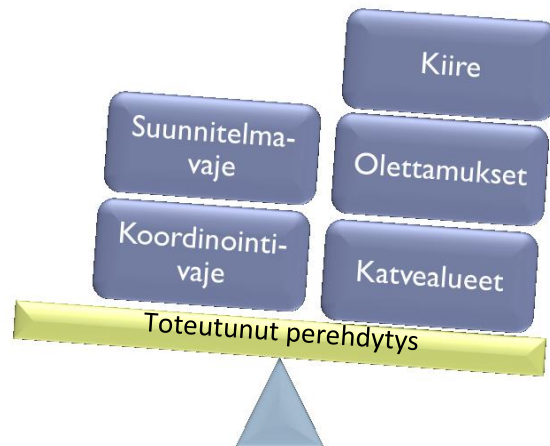 Kiire
Suunnitelma-
vaje
Olettamukset
Koordinointi-
vaje
Katvealueet
Toteutunut perehdytys